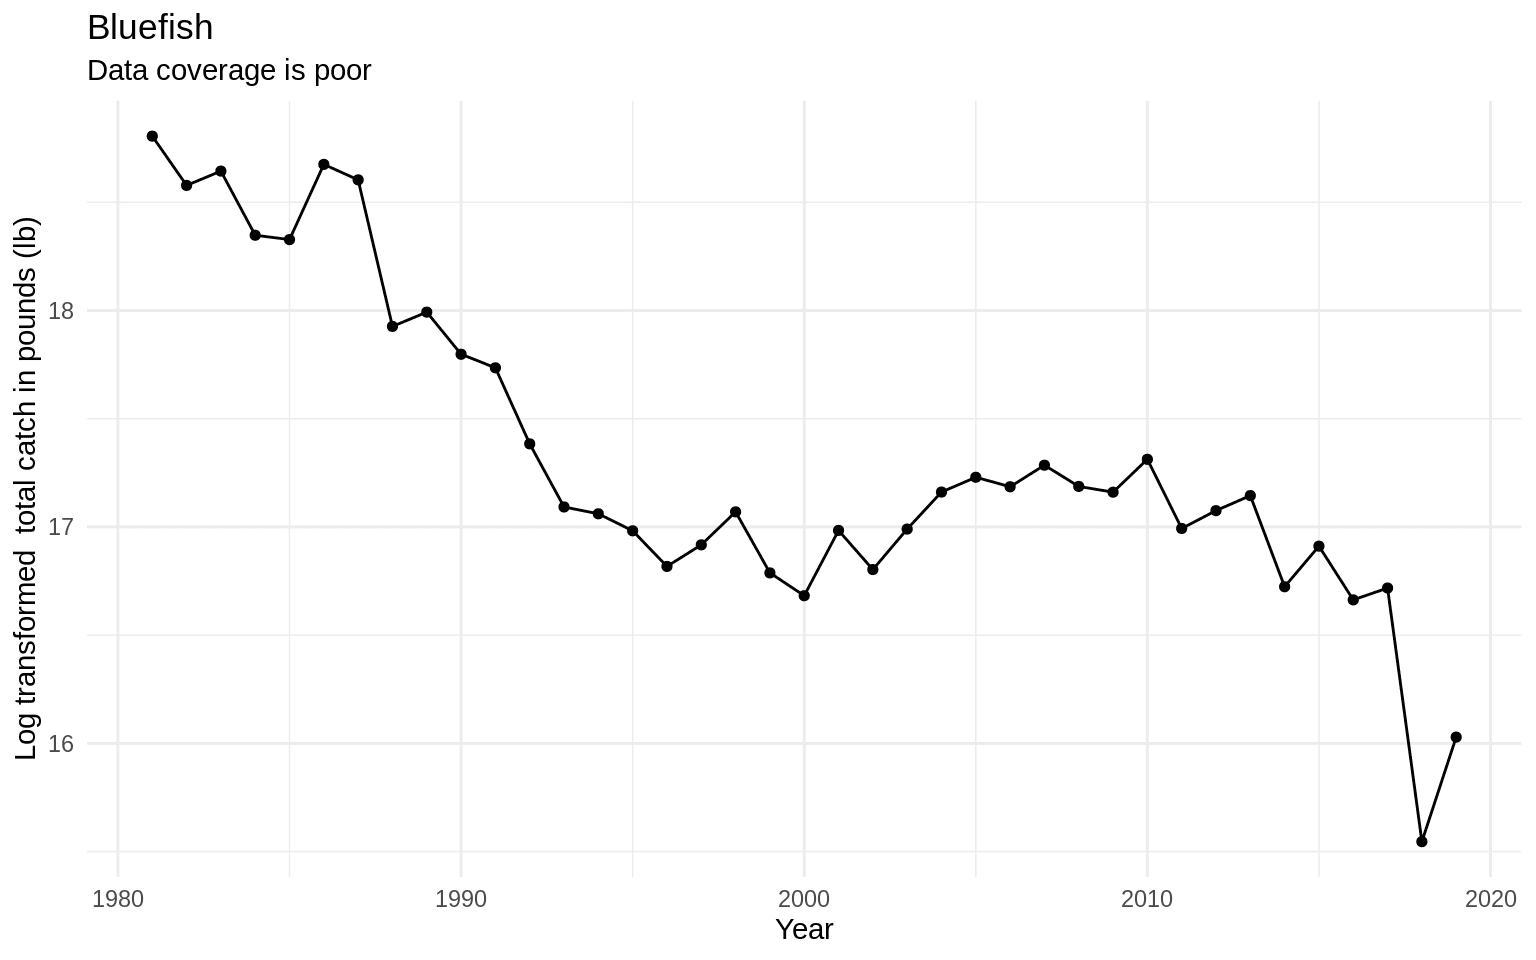 Bluefish
Data coverage is poor
Log transformed  total catch in pounds (lb)
18
17
16
1980 1990 2000 2010 2020
Year